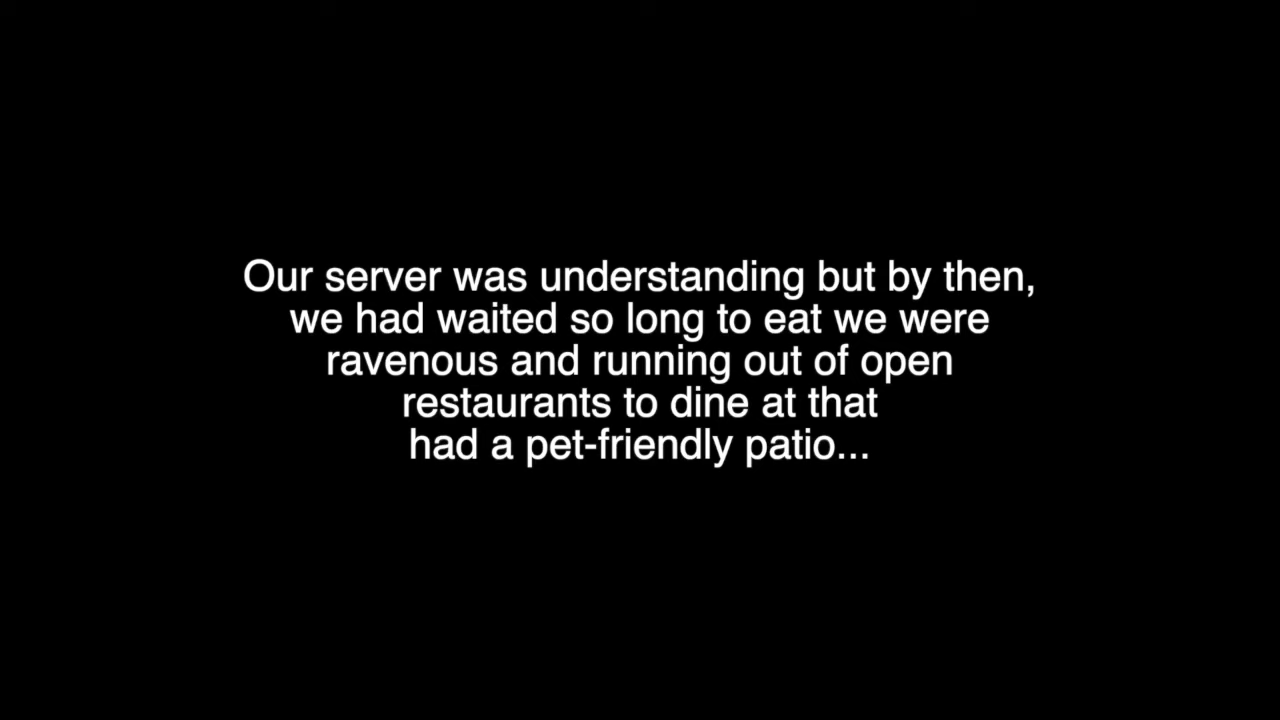 Our server was understanding but by then,
we had waited so long to eat we were
ravenous and running out of open
restaurants to dine at that
had a pet-friendly patio...